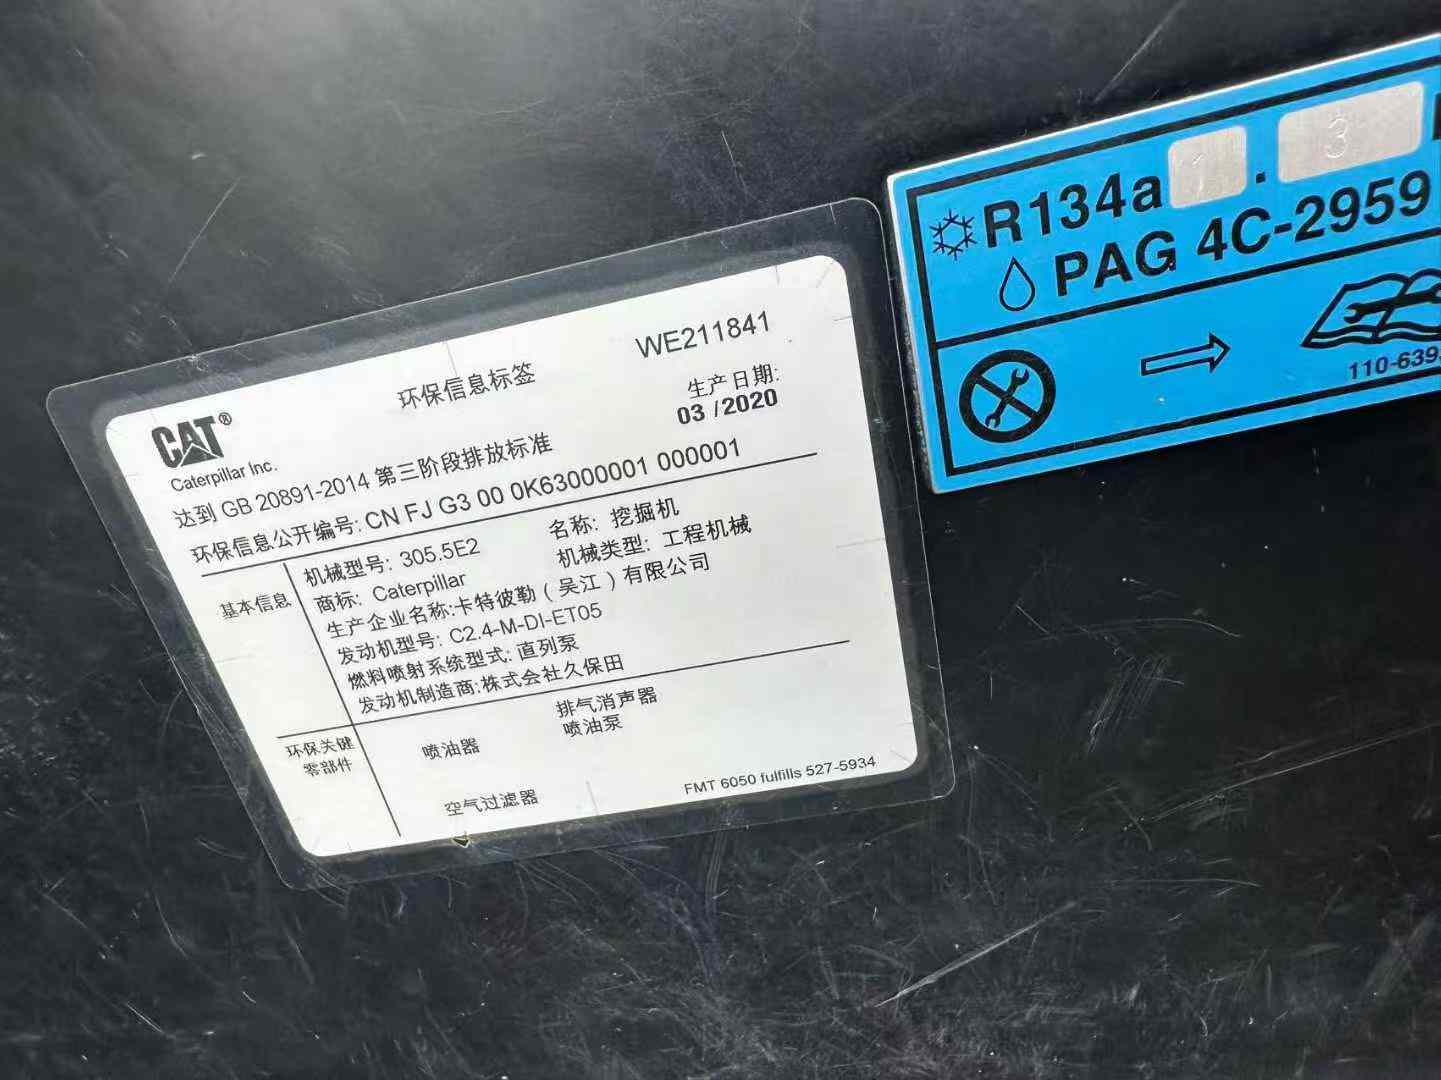 WE211841
环保信息标签
CAT®
Caterpillar Inc.
生产日期:
03 /2020
达到 GB 20891-2014 第三阶段排放标准
环保信息公开编号: CN FJ G3 00 0K63000001 000001
基本信息
机械型号: 305.5E2 名称: 挖掘机
商标: Caterpillar 机械类型: 工程机械
生产企业名称:卡特彼勒（吴江）有限公司
发动机型号: C2.4-M-DI-ET05
燃料喷射系统型式: 直列泵
发动机制造商:株式会社久保田
环保关键
零部件
喷油器 排气消声器
喷油泵
空气过滤器
FMT 6050 fulfills 527-5934
R134a 1 . 3
PAG 4C-2959
110-639